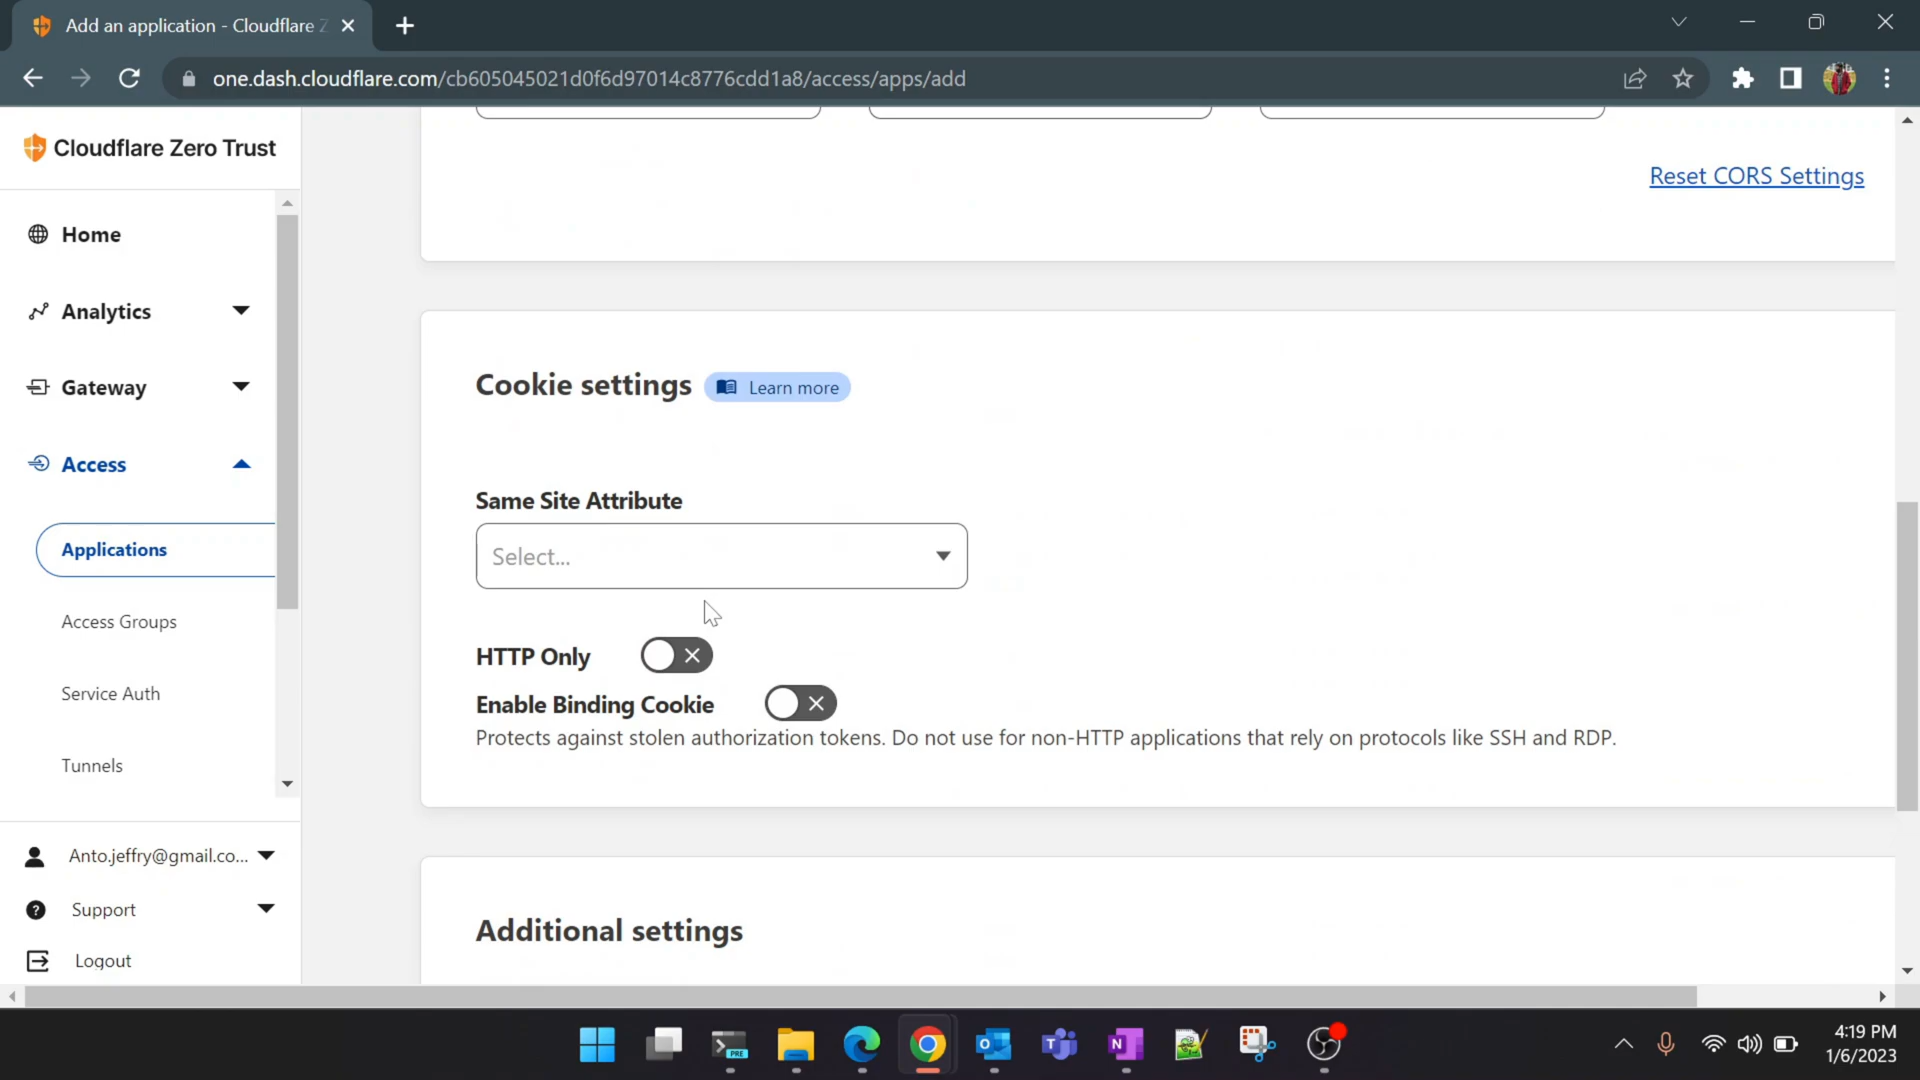 Add an application - Cloudflare Z
one.dash.cloudflare.com/cb605045021d0f6d97014c8776cdd1a8/access/apps/add
Cloudflare Zero Trust
Home
Analytics
Gateway
Access
Applications
Access Groups
Service Auth
Tunnels
Anto.jeffry@gmail.co...
Support
Logout
Reset CORS Settings
Cookie settings Learn more
Same Site Attribute
Select...
HTTP Only
Enable Binding Cookie
Protects against stolen authorization tokens. Do not use for non-HTTP applications that rely on protocols like SSH and RDP.
Additional settings
PRE
4:19 PM
1/6/2023